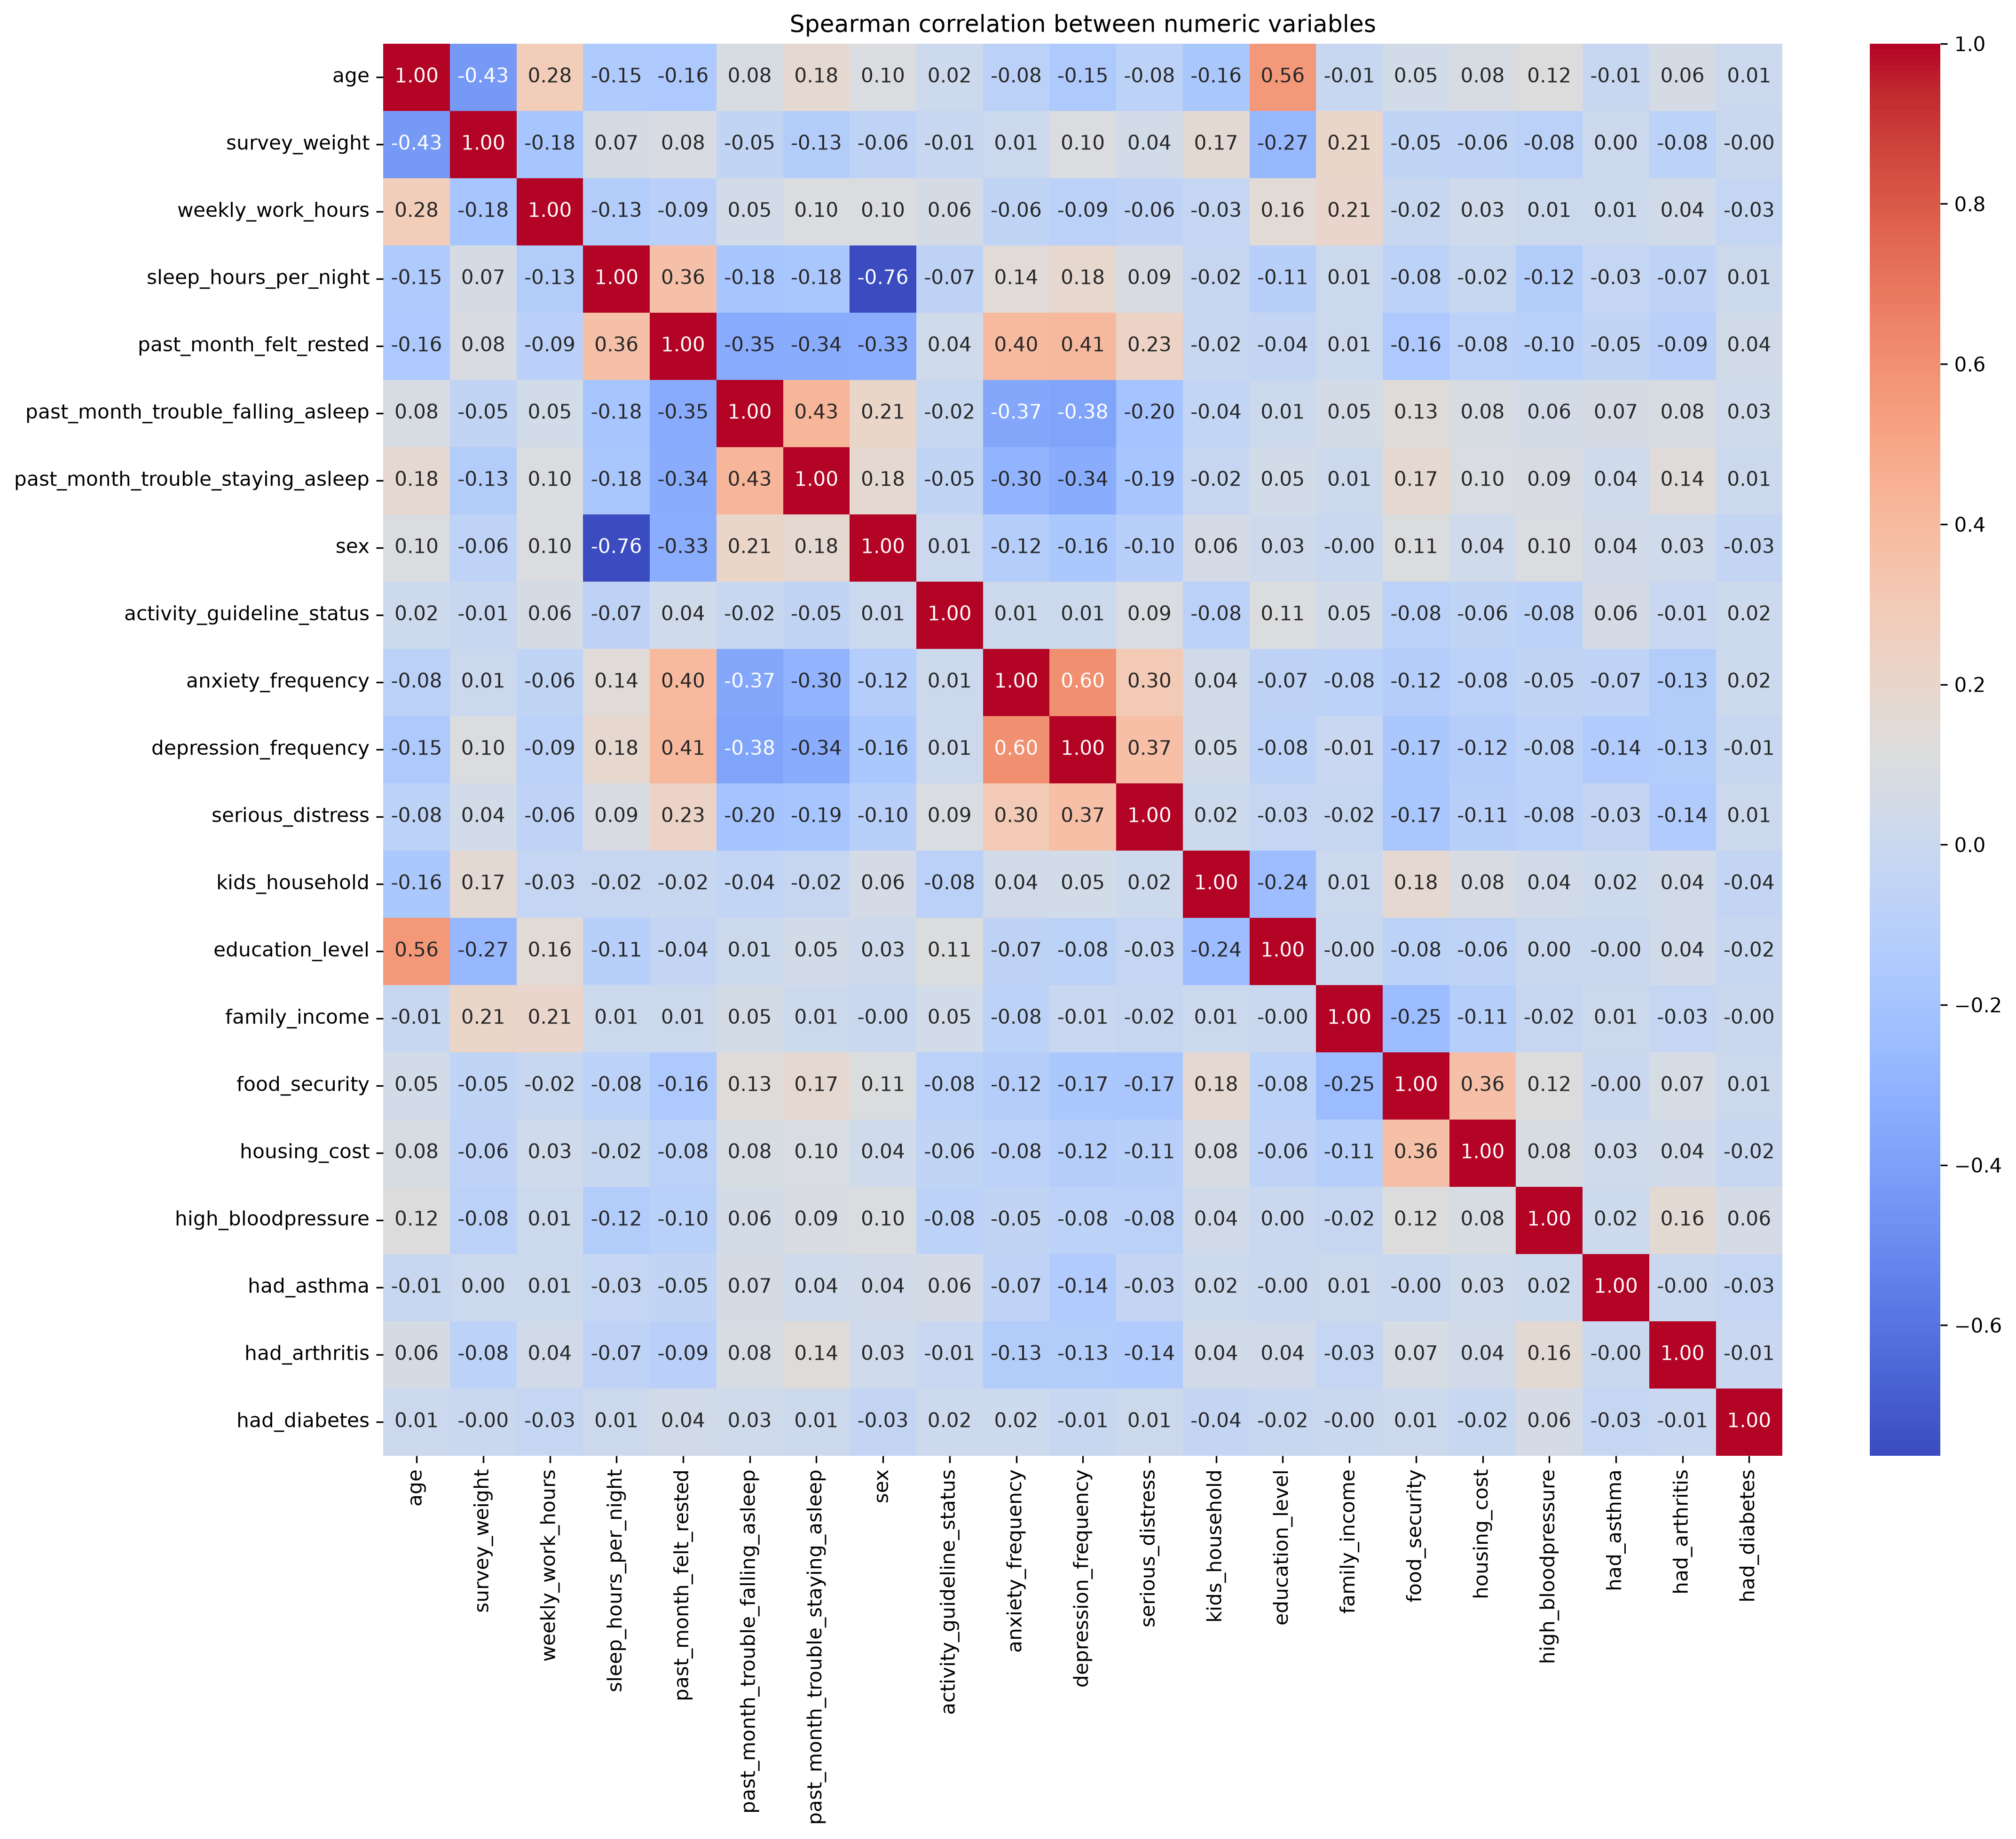 Spearman correlation between numeric variables
age 1.00 -0.43 0.28 -0.15 -0.16 0.08 0.18 0.10 0.02 -0.08 -0.15 -0.08 -0.16 0.56 -0.01 0.05 0.08 0.12 -0.01 0.06 0.01
survey_weight -0.43 1.00 -0.18 0.07 0.08 -0.05 -0.13 -0.06 -0.01 0.01 0.10 0.04 0.17 -0.27 0.21 -0.05 -0.06 -0.08 0.00 -0.08 -0.00
weekly_work_hours 0.28 -0.18 1.00 -0.13 -0.09 0.05 0.10 0.10 0.06 -0.06 -0.09 -0.06 -0.03 0.16 0.21 -0.02 0.03 0.01 0.01 0.04 -0.03
sleep_hours_per_night -0.15 0.07 -0.13 1.00 0.36 -0.18 -0.18 -0.76 -0.07 0.14 0.18 0.09 -0.02 -0.11 0.01 -0.08 -0.02 -0.12 -0.03 -0.07 0.01
past_month_felt_rested -0.16 0.08 -0.09 0.36 1.00 -0.35 -0.34 -0.33 0.04 0.40 0.41 0.23 -0.02 -0.04 0.01 -0.16 -0.08 -0.10 -0.05 -0.09 0.04
past_month_trouble_falling_asleep 0.08 -0.05 0.05 -0.18 -0.35 1.00 0.43 0.21 -0.02 -0.37 -0.38 -0.20 -0.04 0.01 0.05 0.13 0.08 0.06 0.07 0.08 0.03
past_month_trouble_staying_asleep 0.18 -0.13 0.10 -0.18 -0.34 0.43 1.00 0.18 -0.05 -0.30 -0.34 -0.19 -0.02 0.05 0.01 0.17 0.10 0.09 0.04 0.14 0.01
sex 0.10 -0.06 0.10 -0.76 -0.33 0.21 0.18 1.00 0.01 -0.12 -0.16 -0.10 0.06 0.03 -0.00 0.11 0.04 0.10 0.04 0.03 -0.03
activity_guideline_status 0.02 -0.01 0.06 -0.07 0.04 -0.02 -0.05 0.01 1.00 0.01 0.01 0.09 -0.08 0.11 0.05 -0.08 -0.06 -0.08 0.06 -0.01 0.02
anxiety_frequency -0.08 0.01 -0.06 0.14 0.40 -0.37 -0.30 -0.12 0.01 1.00 0.60 0.30 0.04 -0.07 -0.08 -0.12 -0.08 -0.05 -0.07 -0.13 0.02
depression_frequency -0.15 0.10 -0.09 0.18 0.41 -0.38 -0.34 -0.16 0.01 0.60 1.00 0.37 0.05 -0.08 -0.01 -0.17 -0.12 -0.08 -0.14 -0.13 -0.01
serious_distress -0.08 0.04 -0.06 0.09 0.23 -0.20 -0.19 -0.10 0.09 0.30 0.37 1.00 0.02 -0.03 -0.02 -0.17 -0.11 -0.08 -0.03 -0.14 0.01
kids_household -0.16 0.17 -0.03 -0.02 -0.02 -0.04 -0.02 0.06 -0.08 0.04 0.05 0.02 1.00 -0.24 0.01 0.18 0.08 0.04 0.02 0.04 -0.04
education_level 0.56 -0.27 0.16 -0.11 -0.04 0.01 0.05 0.03 0.11 -0.07 -0.08 -0.03 -0.24 1.00 -0.00 -0.08 -0.06 0.00 -0.00 0.04 -0.02
family_income -0.01 0.21 0.21 0.01 0.01 0.05 0.01 -0.00 0.05 -0.08 -0.01 -0.02 0.01 -0.00 1.00 -0.25 -0.11 -0.02 0.01 -0.03 -0.00
food_security 0.05 -0.05 -0.02 -0.08 -0.16 0.13 0.17 0.11 -0.08 -0.12 -0.17 -0.17 0.18 -0.08 -0.25 1.00 0.36 0.12 -0.00 0.07 0.01
housing_cost 0.08 -0.06 0.03 -0.02 -0.08 0.08 0.10 0.04 -0.06 -0.08 -0.12 -0.11 0.08 -0.06 -0.11 0.36 1.00 0.08 0.03 0.04 -0.02
high_bloodpressure 0.12 -0.08 0.01 -0.12 -0.10 0.06 0.09 0.10 -0.08 -0.05 -0.08 -0.08 0.04 0.00 -0.02 0.12 0.08 1.00 0.02 0.16 0.06
had_asthma -0.01 0.00 0.01 -0.03 -0.05 0.07 0.04 0.04 0.06 -0.07 -0.14 -0.03 0.02 -0.00 0.01 -0.00 0.03 0.02 1.00 -0.00 -0.03
had_arthritis 0.06 -0.08 0.04 -0.07 -0.09 0.08 0.14 0.03 -0.01 -0.13 -0.13 -0.14 0.04 0.04 -0.03 0.07 0.04 0.16 -0.00 1.00 -0.01
had_diabetes 0.01 -0.00 -0.03 0.01 0.04 0.03 0.01 -0.03 0.02 0.02 -0.01 0.01 -0.04 -0.02 -0.00 0.01 -0.02 0.06 -0.03 -0.01 1.00
age
survey_weight
weekly_work_hours
sleep_hours_per_night
past_month_felt_rested
past_month_trouble_falling_asleep
past_month_trouble_staying_asleep
sex
activity_guideline_status
anxiety_frequency
depression_frequency
serious_distress
kids_household
education_level
family_income
food_security
housing_cost
high_bloodpressure
had_asthma
had_arthritis
had_diabetes
1.0
0.8
0.6
0.4
0.2
0.0
−0.2
−0.4
−0.6